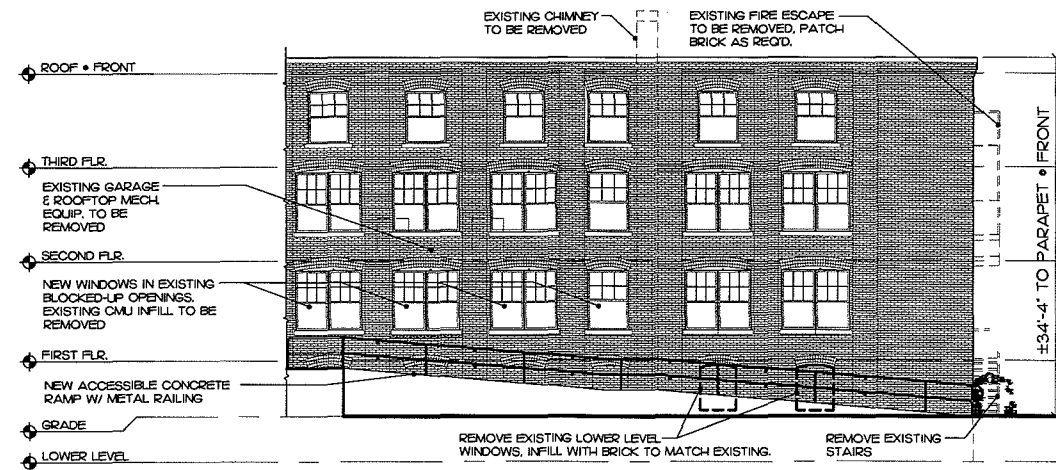 EXISTING CHIMNEY
TO BE REMOVED
EXISTING FIRE ESCAPE
TO BE REMOVED, PATCH
BRICK AS REQ'D.
ROOF • FRONT
THIRD FLR.
EXISTING GARAGE
& ROOFTOP MECH.
EQUIP. TO BE
REMOVED
SECOND FLR.
NEW WINDOWS IN EXISTING
BLOCKED-UP OPENINGS.
EXISTING CMU INFILL TO BE
REMOVED
FIRST FLR.
NEW ACCESSIBLE CONCRETE
RAMP W/ METAL RAILING
GRADE
LOWER LEVEL
REMOVE EXISTING LOWER LEVEL
WINDOWS, INFILL WITH BRICK TO MATCH EXISTING.
REMOVE EXISTING
STAIRS
±34'-4" TO PARAPET • FRONT